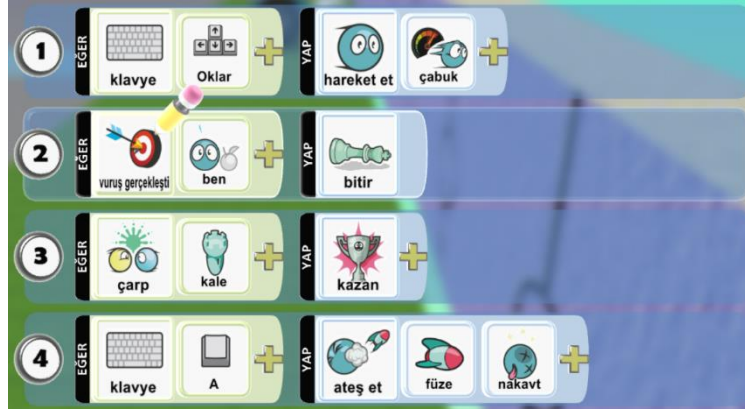 1 EĞER klavye Oklar YAP hareket et çabuk
2 EĞER vuruş gerçekleşti ben YAP bitir
3 EĞER çarp kale YAP kazan
4 EĞER klavye A YAP ateş et füze nakavt